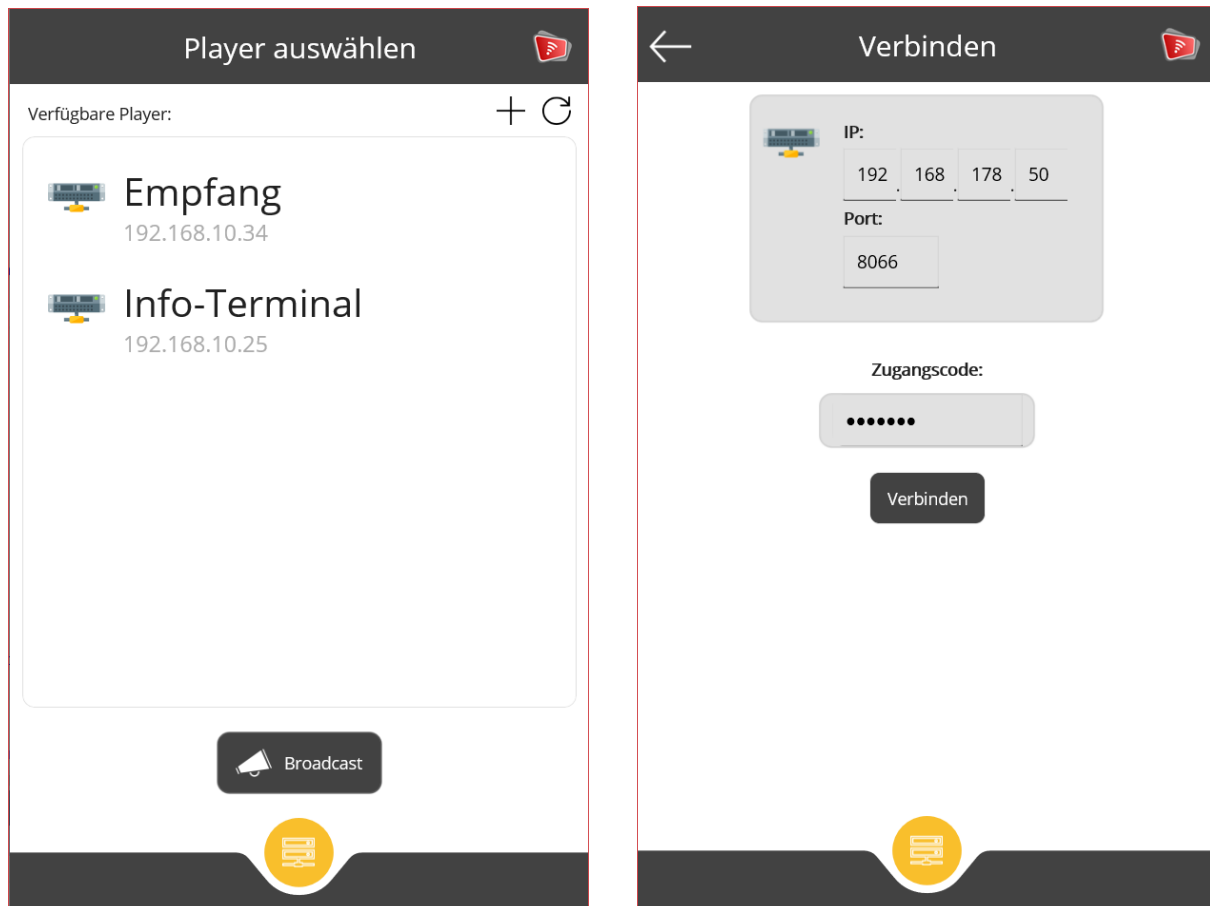 Player auswählen
Verfügbare Player:
Empfang
192.168.10.34
Info-Terminal
192.168.10.25
Broadcast
Verbinden
IP:
192 . 168 . 178 . 50
Port:
8066
Zugangscode:
•••••••
Verbinden